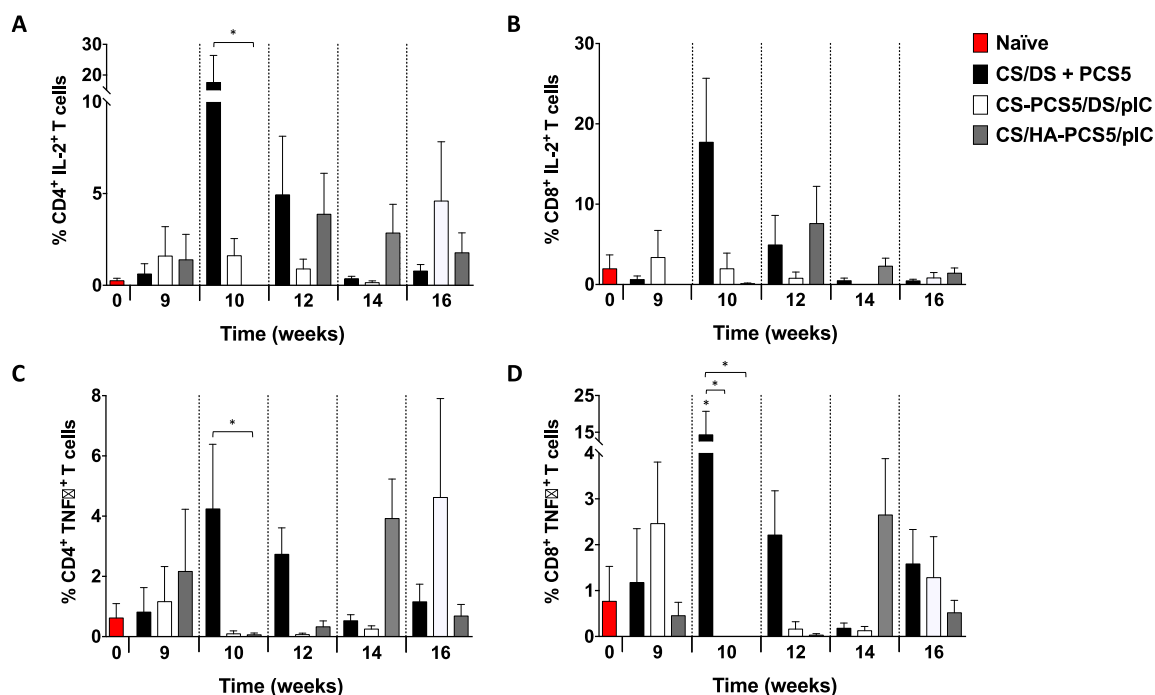 A
% CD4+ IL-2+ T cells
30
20
10
5
0
*
0 9 10 12 14 16
Time (weeks)
B
% CD8+ IL-2+ T cells
30
20
10
0
0 9 10 12 14 16
Time (weeks)
Naïve
CS/DS + PCS5
CS-PCS5/DS/pIC
CS/HA-PCS5/pIC
C
% CD4+ TNF☒+ T cells
8
6
4
2
0
*
0 9 10 12 14 16
Time (weeks)
D
% CD8+ TNF☒+ T cells
25
15
4
3
2
1
0
*
*
*
0 9 10 12 14 16
Time (weeks)